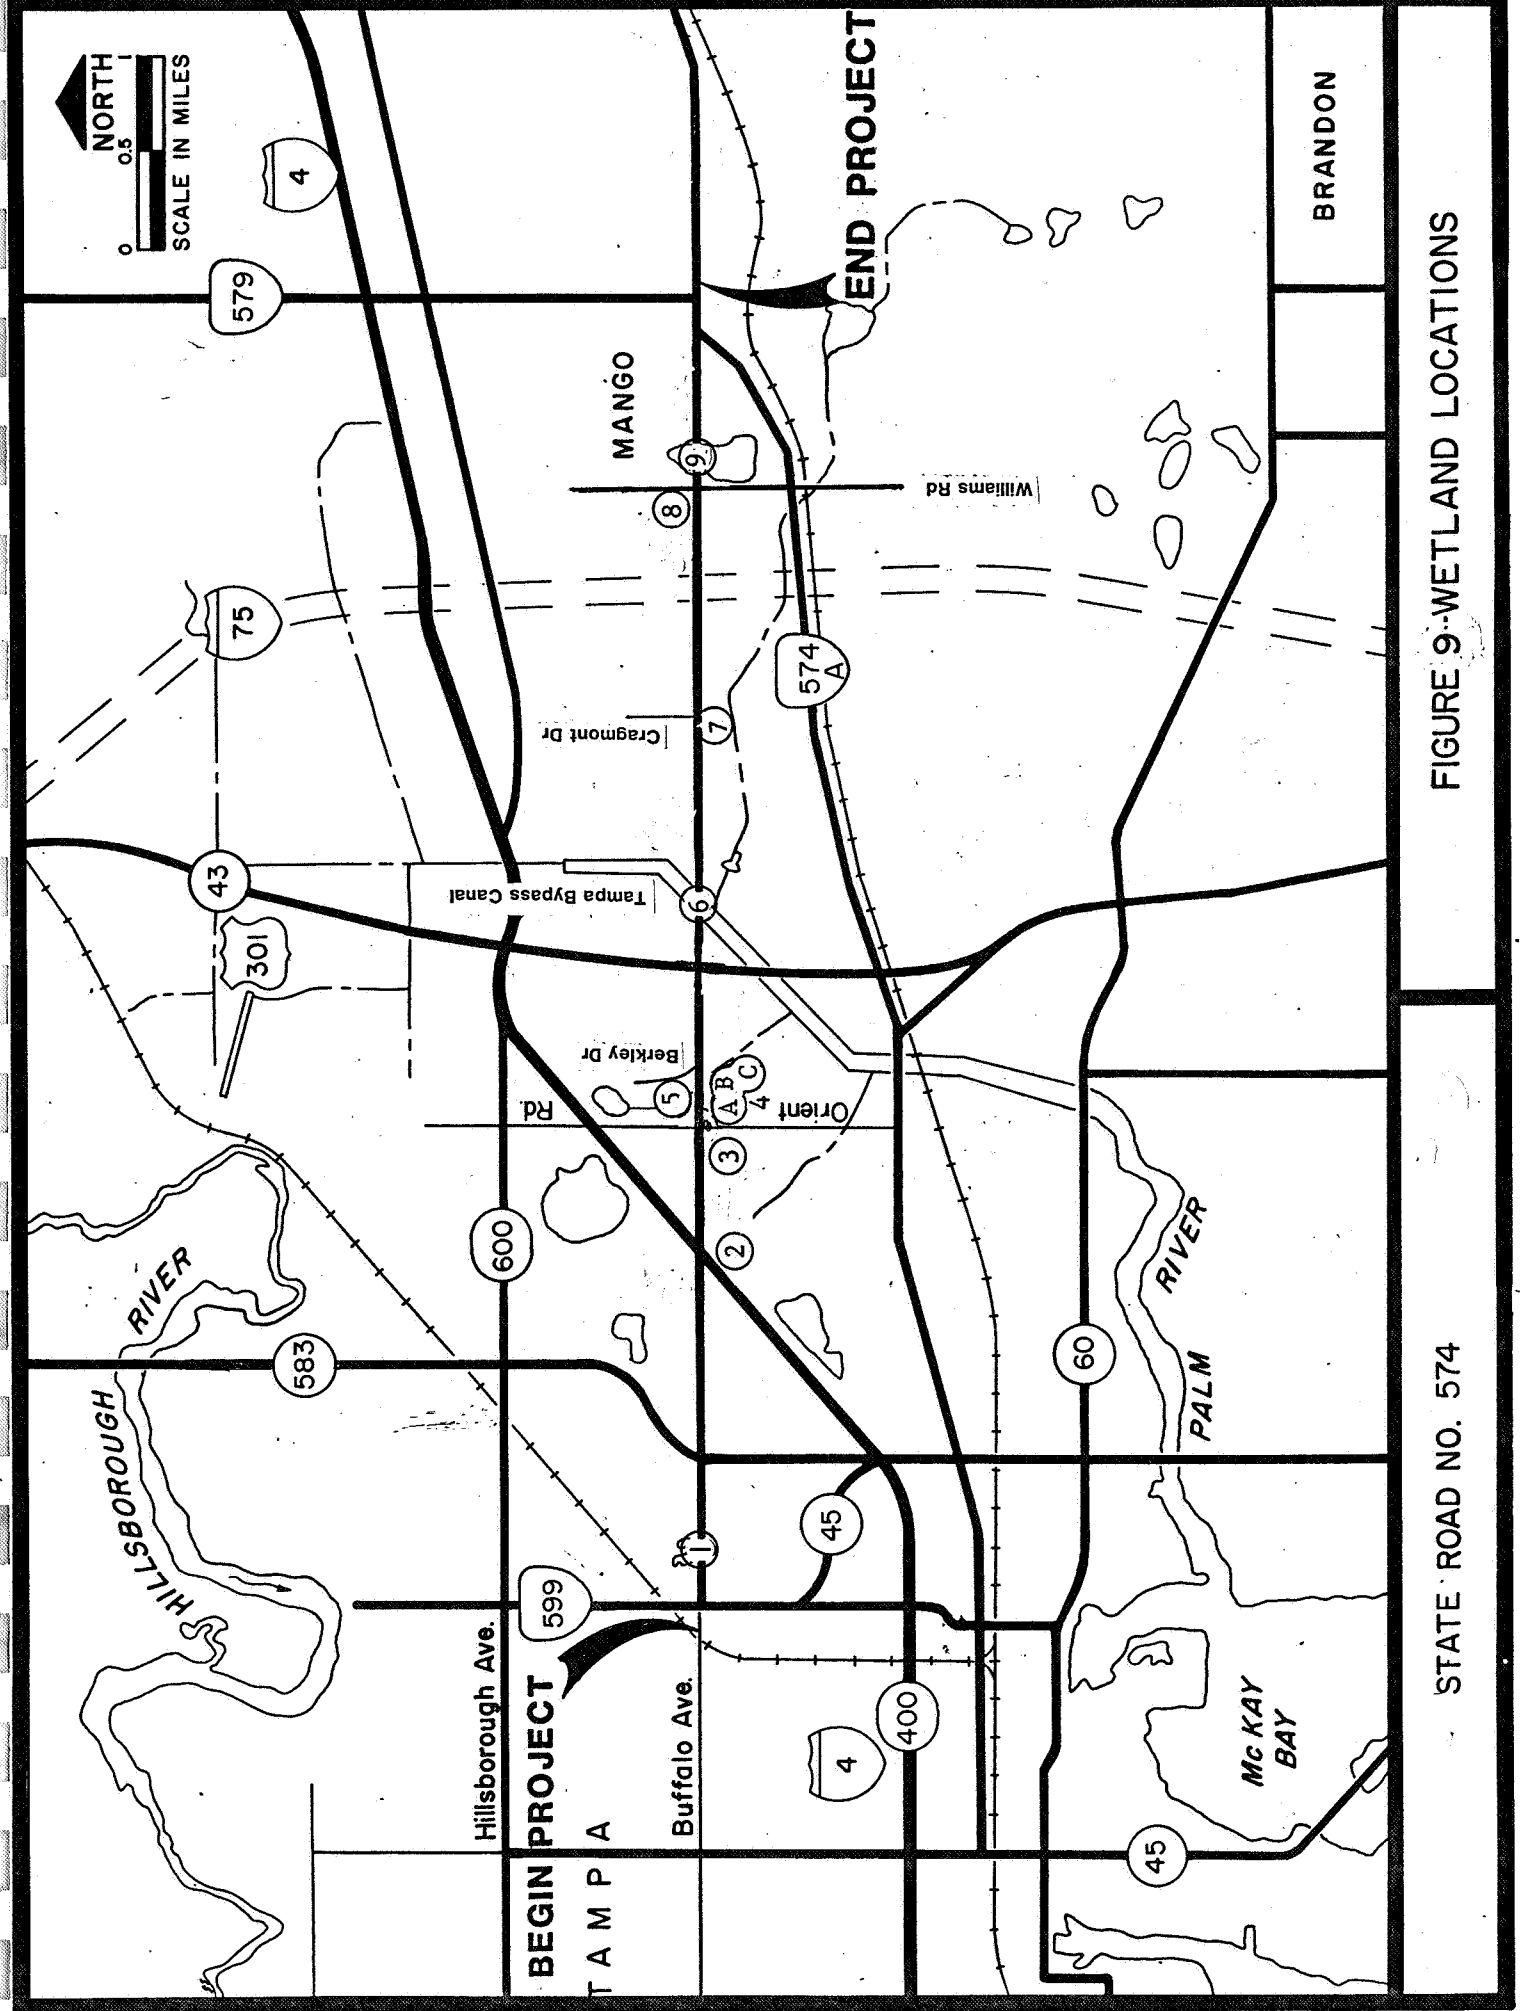 NORTH
0 0.5 1
SCALE IN MILES
4
579
75
43
301
HILLSBOROUGH
RIVER
583
600
599
Hillsborough Ave.
BEGIN PROJECT
TAMPA
Buffalo Ave.
1
2
3
4
A
B
C
5
6
7
8
9
Orient
Rd.
Berkley Dr
Tampa Bypass Canal
Cragmont Dr
Williams Rd
MANGO
END PROJECT
574
A
45
400
4
60
45
PALM
RIVER
McKAY
BAY
BRANDON
STATE ROAD NO. 574
FIGURE 9--WETLAND LOCATIONS